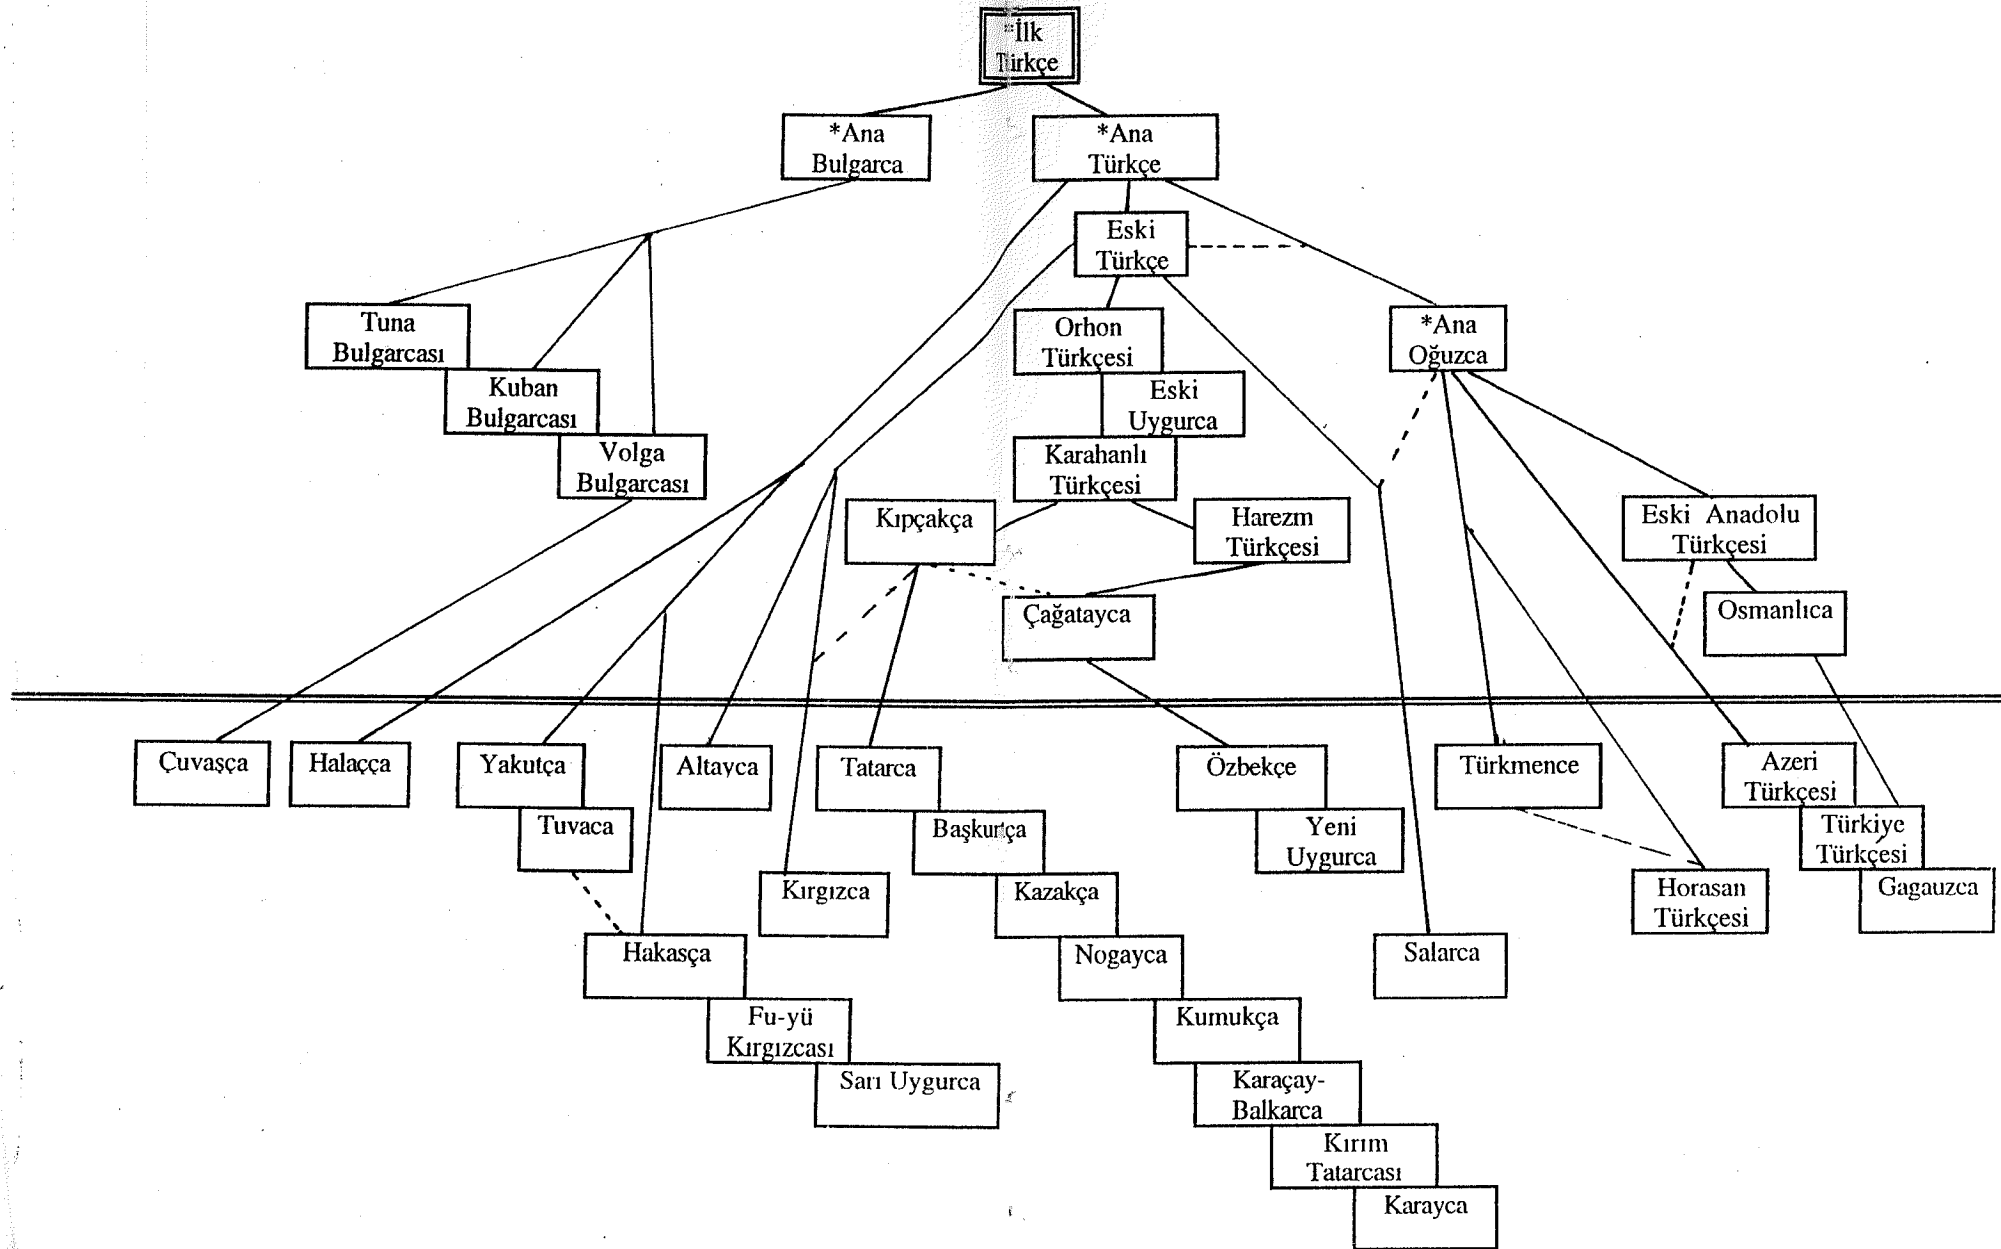 *İlk
Türkçe
*Ana
Bulgarca
*Ana
Türkçe
Eski
Türkçe
Tuna
Bulgarcası
Kuban
Bulgarcası
Volga
Bulgarcası
Orhon
Türkçesi
Eski
Uygurca
Karahanlı
Türkçesi
*Ana
Oğuzca
Kıpçakça
Harezm
Türkçesi
Eski Anadolu
Türkçesi
Çağatayca
Osmanlıca
Çuvaşça
Halaçça
Yakutça
Tuvaca
Altayca
Kırgızca
Hakasça
Fu-yü
Kırgızcası
Sarı Uygurca
Tatarca
Başkurtça
Kazakça
Nogayca
Kumukça
Karaçay-
Balkarca
Kırım
Tatarcası
Karayca
Özbekçe
Yeni
Uygurca
Salarca
Türkmence
Horasan
Türkçesi
Azeri
Türkçesi
Türkiye
Türkçesi
Gagauzca